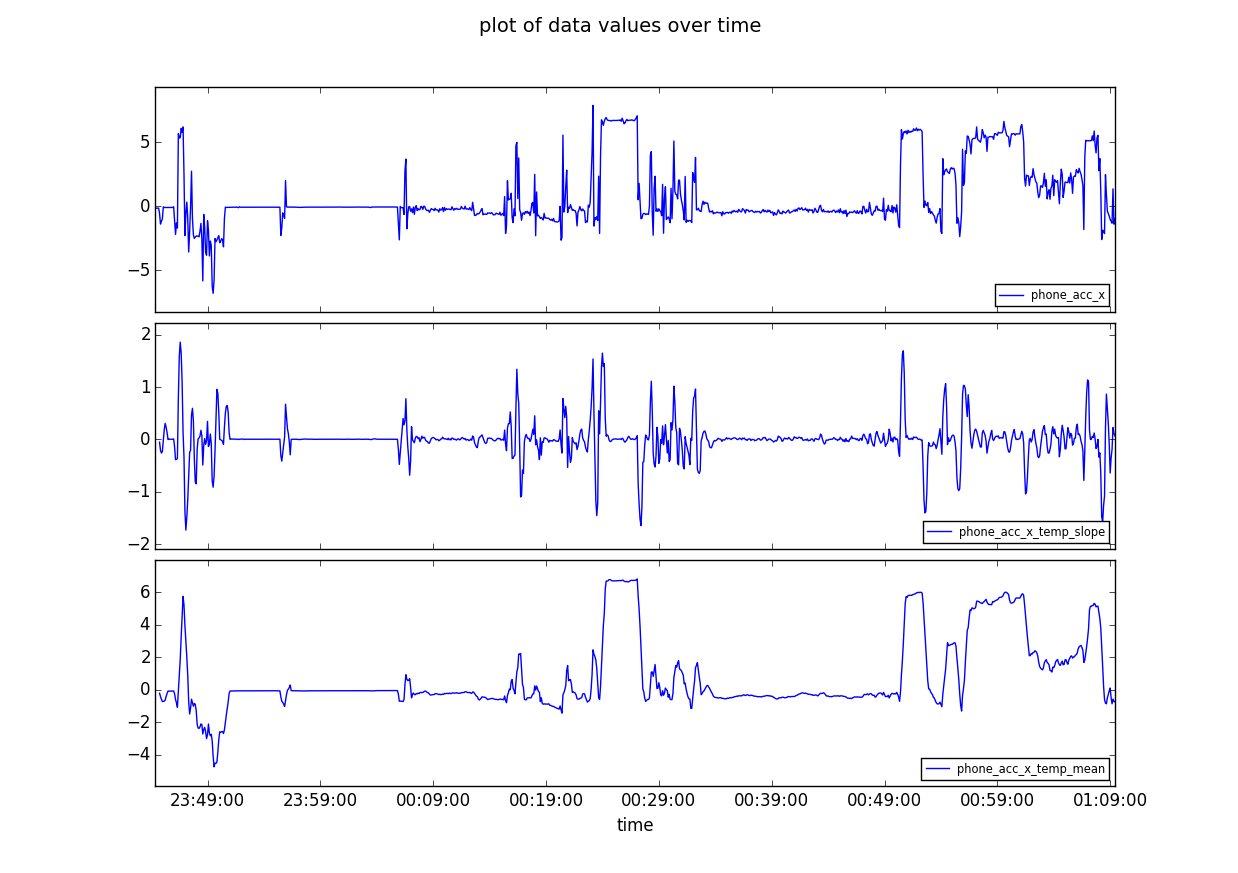 plot of data values over time
5
0
−5
phone_acc_x
2
1
0
−1
−2
phone_acc_x_temp_slope
6
4
2
0
−2
−4
phone_acc_x_temp_mean
23:49:00 23:59:00 00:09:00 00:19:00 00:29:00 00:39:00 00:49:00 00:59:00 01:09:00
time